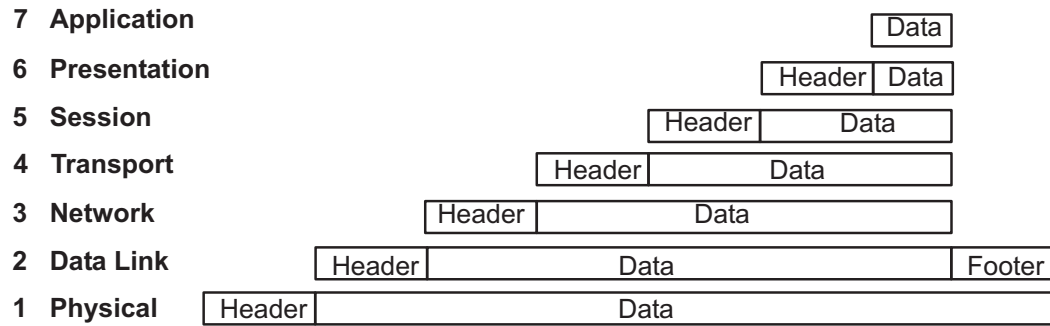 7 Application Data
6 Presentation Header Data
5 Session Header Data
4 Transport Header Data
3 Network Header Data
2 Data Link Header Data Footer
1 Physical Header Data